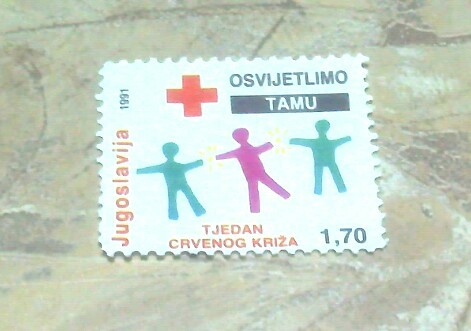 1991
Jugoslavija
OSVIJETLIMO
TAMU
TJEDAN
CRVENOG KRIŽA
1,70